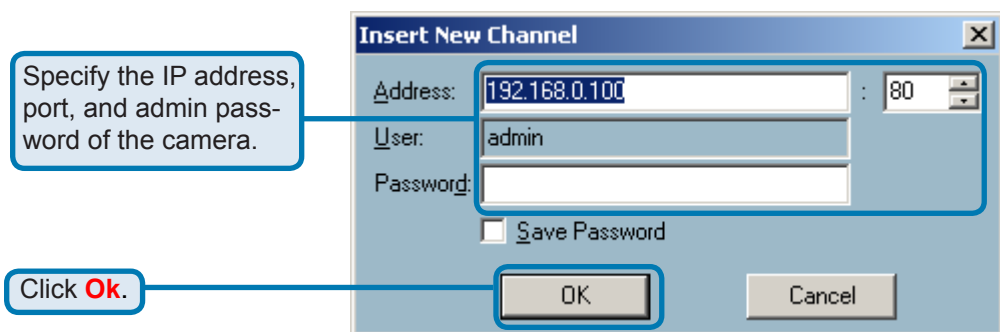 Insert New Channel
Specify the IP address,
port, and admin pass-
word of the camera.
Address: 192.168.0.100 : 80
User: admin
Password:
Save Password
Click Ok.
OK Cancel